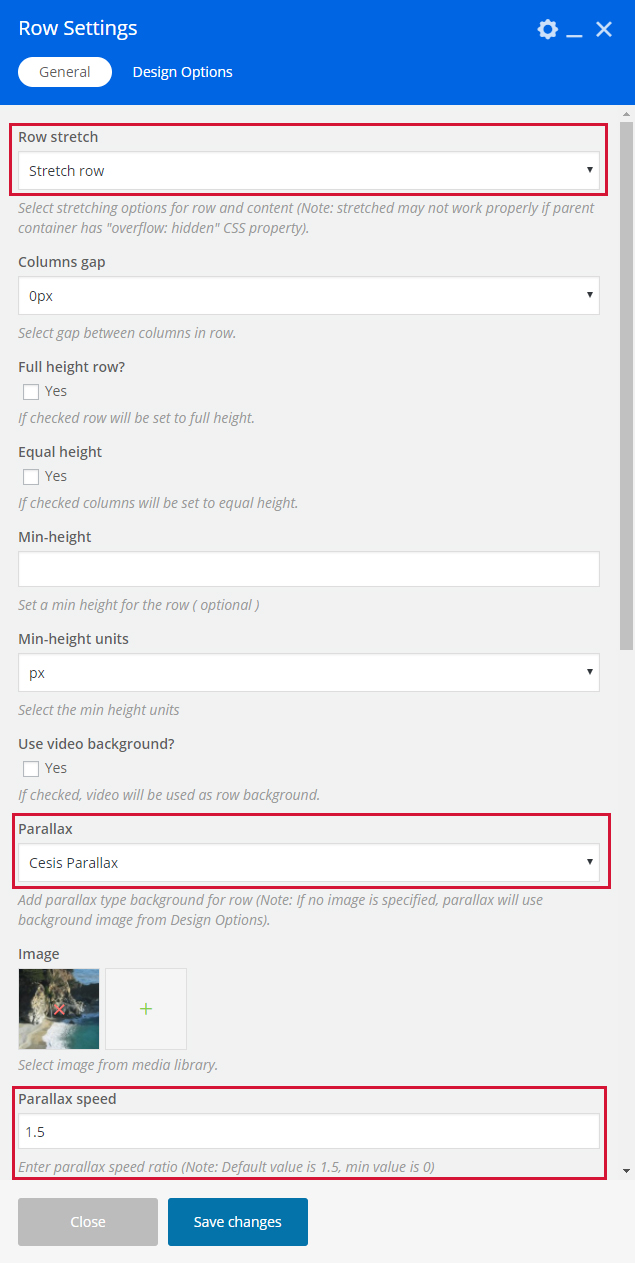 Row Settings
General
Design Options
Row stretch
Stretch row
Select stretching options for row and content (Note: stretched may not work properly if parent
container has "overflow: hidden" CSS property).
Columns gap
0px
Select gap between columns in row.
Full height row?
Yes
If checked row will be set to full height.
Equal height
Yes
If checked columns will be set to equal height.
Min-height
Set a min height for the row ( optional )
Min-height units
px
Select the min height units
Use video background?
Yes
If checked, video will be used as row background.
Parallax
Cesis Parallax
Add parallax type background for row (Note: If no image is specified, parallax will use
background image from Design Options).
Image
Select image from media library.
Parallax speed
1.5
Enter parallax speed ratio (Note: Default value is 1.5, min value is 0)
Close
Save changes